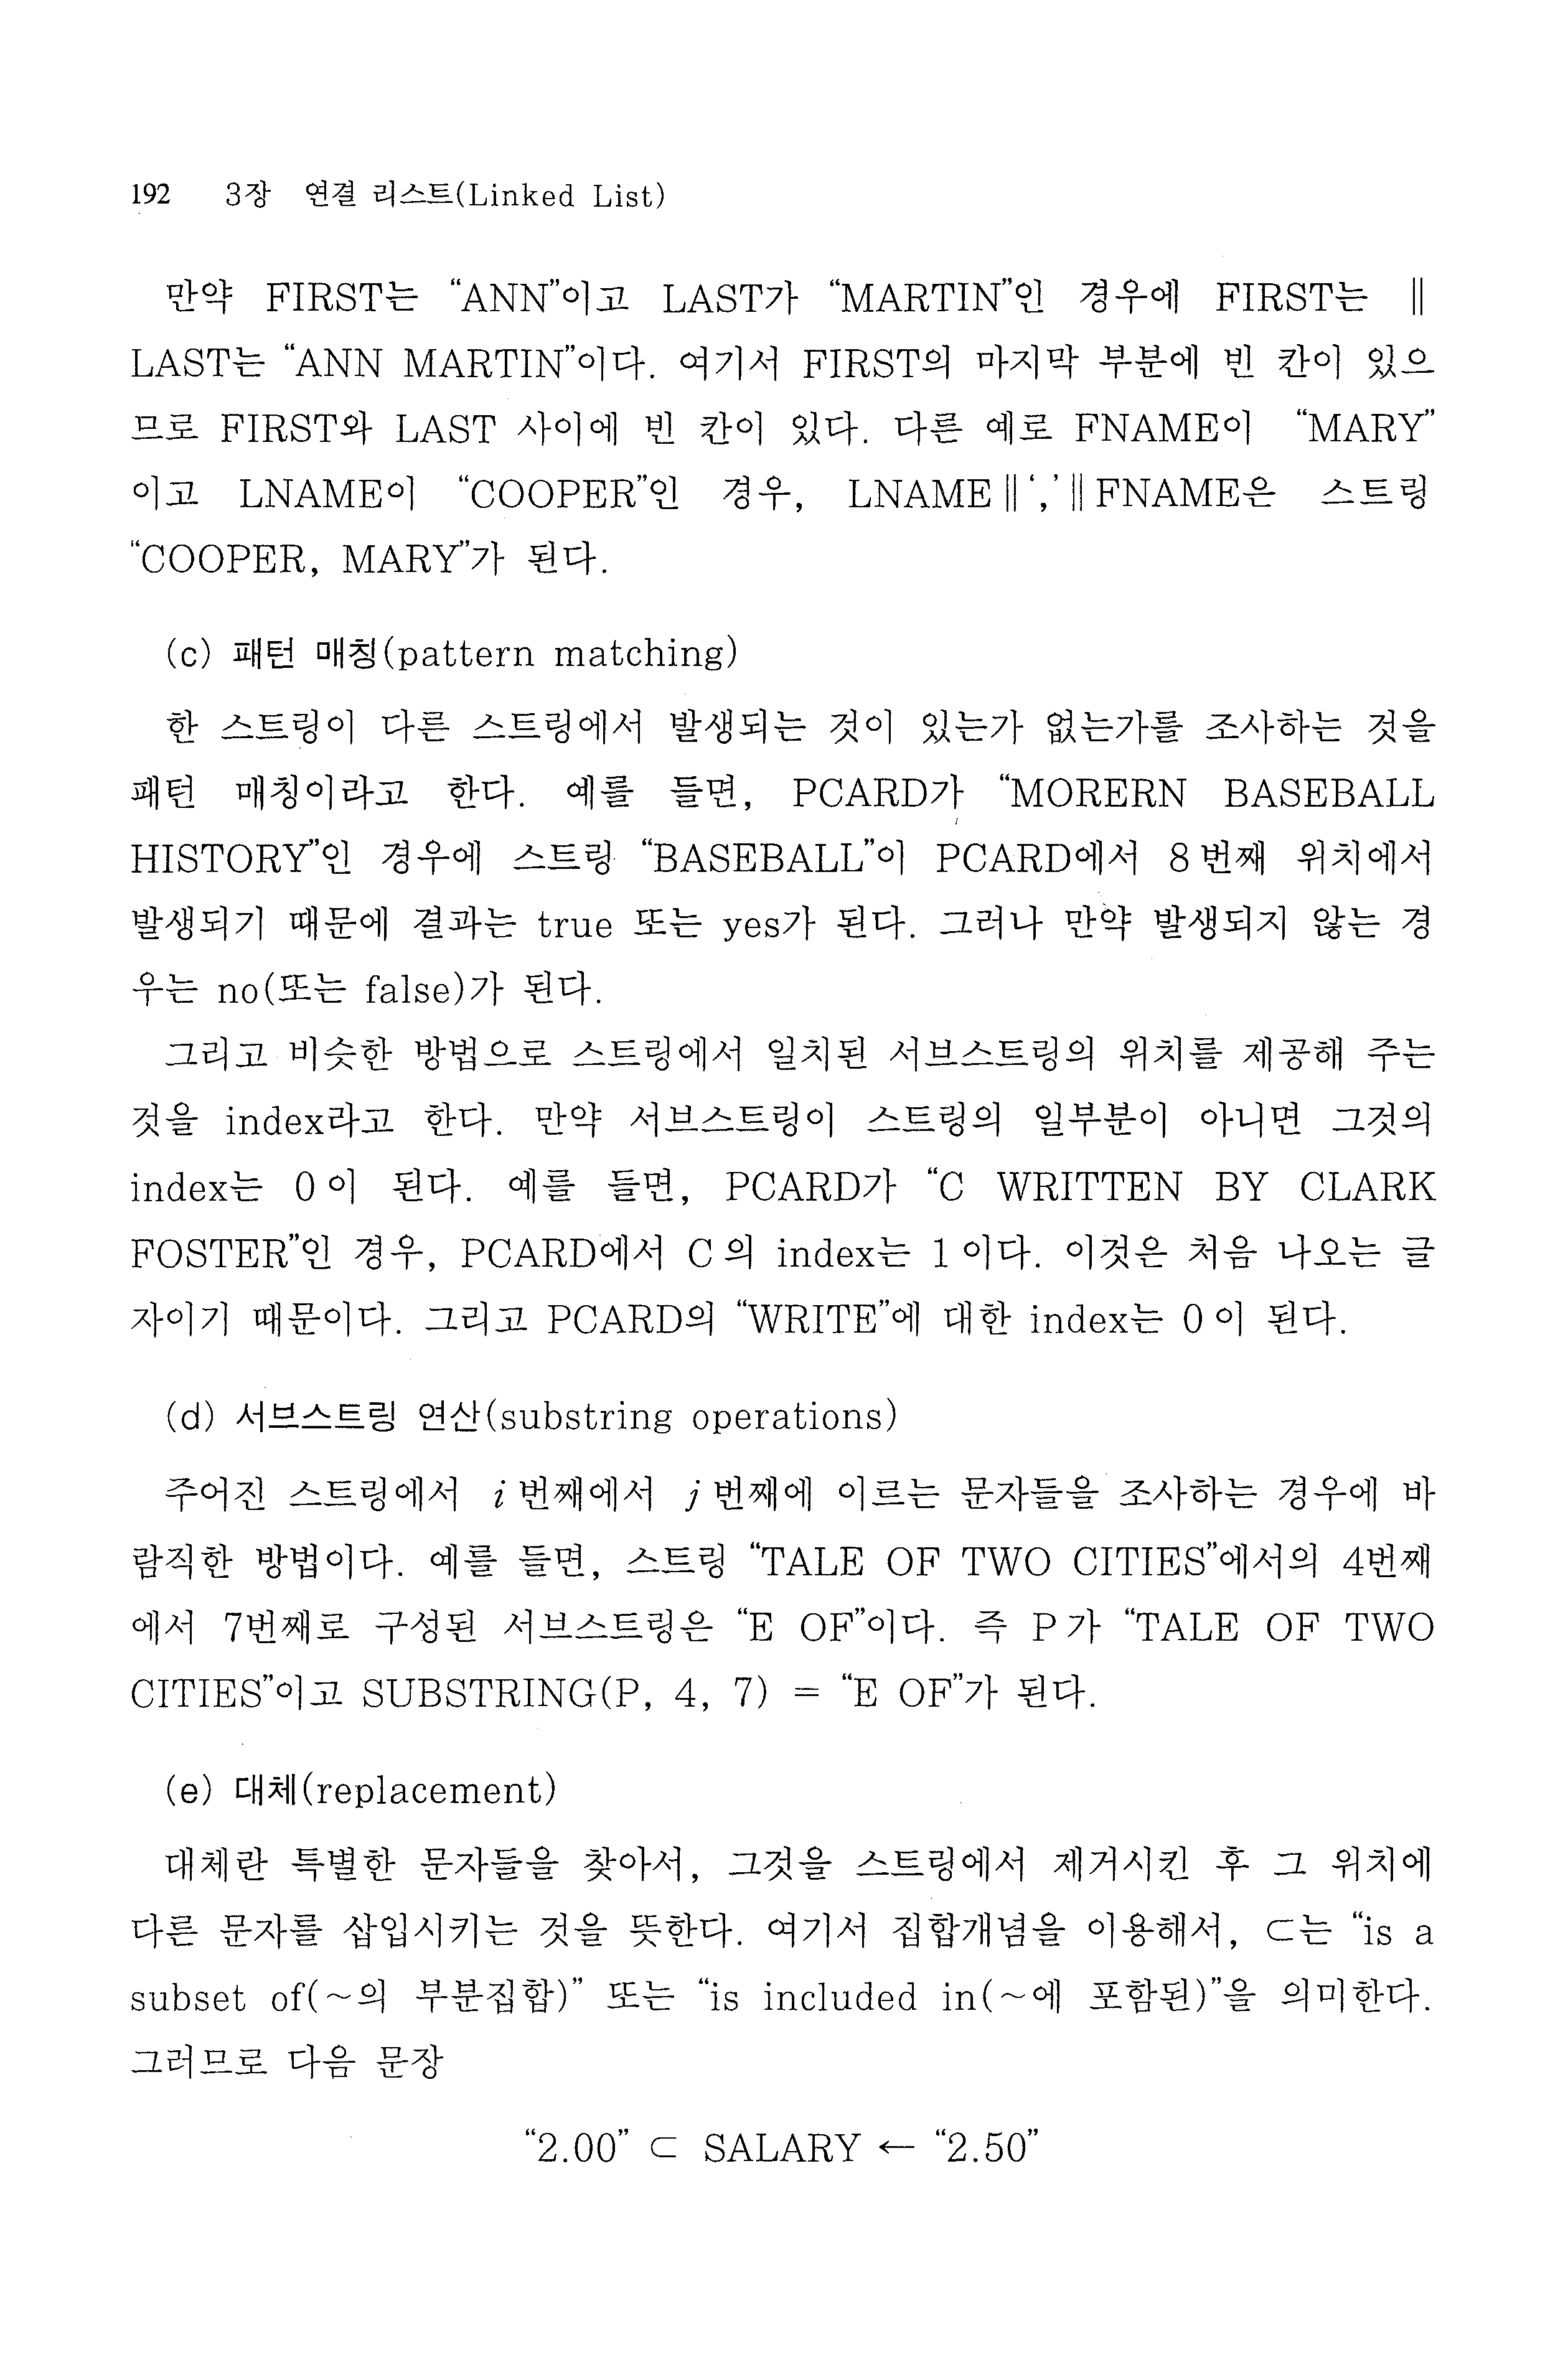 192 3장 연결 리스트(Linked List)
만약 FIRST는 “ANN”이고 LAST가 “MARTIN”인 경우에 FIRST는 ∥
LAST는 “ANN MARTIN”이다. 여기서 FIRST의 마지막 부분에 빈 칸이 있으
므로 FIRST와 LAST 사이에 빈 칸이 있다. 다른 예로 FNAME이 “MARY”
이고 LNAME이 “COOPER”인 경우, LNAME∥‘,’∥FNAME은 스트링
“COOPER, MARY”가 된다.
(c) 패턴 매칭(pattern matching)
한 스트링이 다른 스트링에서 발생되는 것이 있는가 없는가를 조사하는 것을
패턴 매칭이라고 한다. 예를 들면, PCARD가 “MORERN BASEBALL
HISTORY”인 경우에 스트링 “BASEBALL”이 PCARD에서 8번째 위치에서
발생되기 때문에 결과는 true 또는 yes가 된다. 그러나 만약 발생되지 않는 경
우는 no(또는 false)가 된다.
그리고 비슷한 방법으로 스트링에서 일치된 서브스트링의 위치를 제공해 주는
것을 index라고 한다. 만약 서브스트링이 스트링의 일부분이 아니면 그것의
index는 0이 된다. 예를 들면, PCARD가 “C WRITTEN BY CLARK
FOSTER”인 경우, PCARD에서 C의 index는 1이다. 이것은 처음 나오는 글
자이기 때문이다. 그리고 PCARD의 “WRITE”에 대한 index는 0이 된다.
(d) 서브스트링 연산(substring operations)
주어진 스트링에서 i번째에서 j번째에 이르는 문자들을 조사하는 경우에 바
람직한 방법이다. 예를 들면, 스트링 “TALE OF TWO CITIES”에서의 4번째
에서 7번째로 구성된 서브스트링은 “E OF”이다. 즉 P가 “TALE OF TWO
CITIES”이고 SUBSTRING(P, 4, 7) = “E OF”가 된다.
(e) 대체(replacement)
대체란 특별한 문자들을 찾아서, 그것을 스트링에서 제거시킨 후 그 위치에
다른 문자를 삽입시키는 것을 뜻한다. 여기서 집합개념을 이용해서, ⊂는 “is a
subset of(~의 부분집합)” 또는 “is included in(~에 포함된)”을 의미한다.
그러므로 다음 문장
“2.00” ⊂ SALARY ← “2.50”